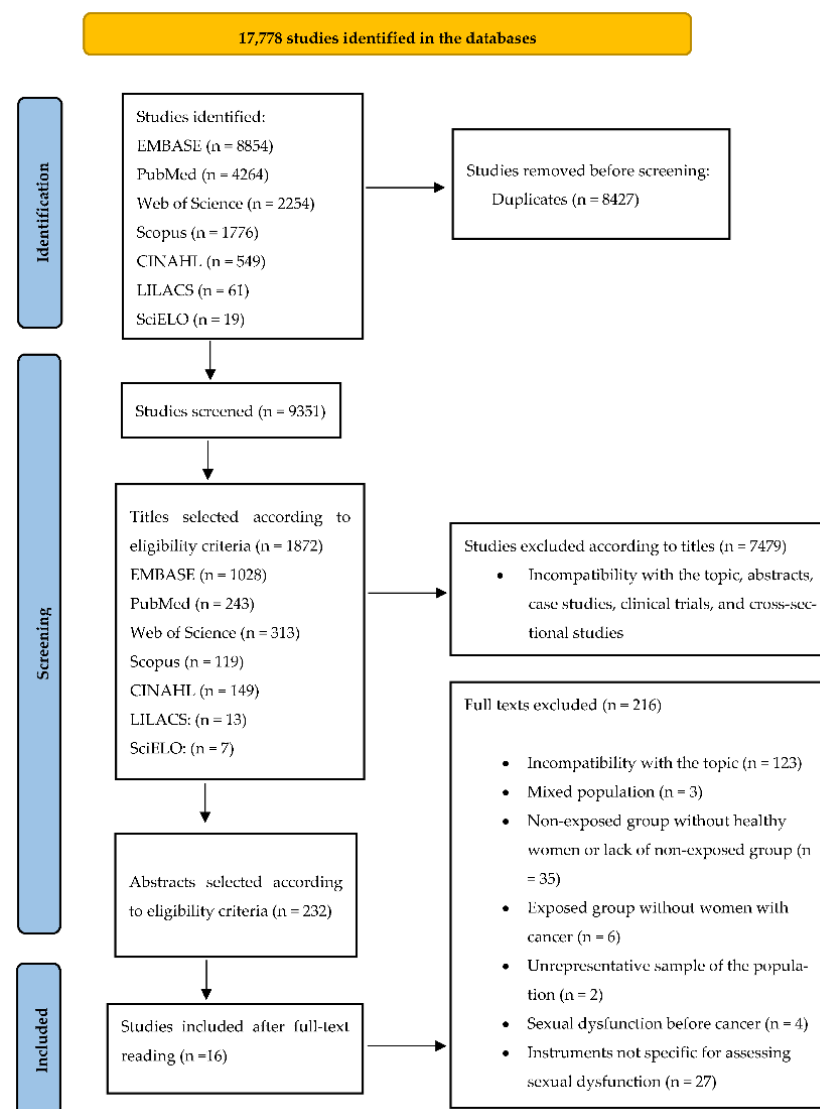 17,778 studies identified in the databases
Identification
Studies identified:
EMBASE (n = 8854)
PubMed (n = 4264)
Web of Science (n = 2254)
Scopus (n = 1776)
CINAHL (n = 549)
LILACS (n = 61)
SciELO (n = 19)
Studies removed before screening:
Duplicates (n = 8427)
Screening
Studies screened (n = 9351)
Titles selected according to
eligibility criteria (n = 1872)
EMBASE (n = 1028)
PubMed (n = 243)
Web of Science (n = 313)
Scopus (n = 119)
CINAHL (n = 149)
LILACS: (n = 13)
SciELO: (n = 7)
Studies excluded according to titles (n = 7479)
• Incompatibility with the topic, abstracts,
case studies, clinical trials, and cross-sec-
tional studies
Abstracts selected according
to eligibility criteria (n = 232)
Full texts excluded (n = 216)
• Incompatibility with the topic (n = 123)
• Mixed population (n = 3)
• Non-exposed group without healthy
women or lack of non-exposed group (n
= 35)
• Exposed group without women with
cancer (n = 6)
• Unrepresentative sample of the popula-
tion (n = 2)
• Sexual dysfunction before cancer (n = 4)
• Instruments not specific for assessing
sexual dysfunction (n = 27)
Included
Studies included after full-text
reading (n =16)